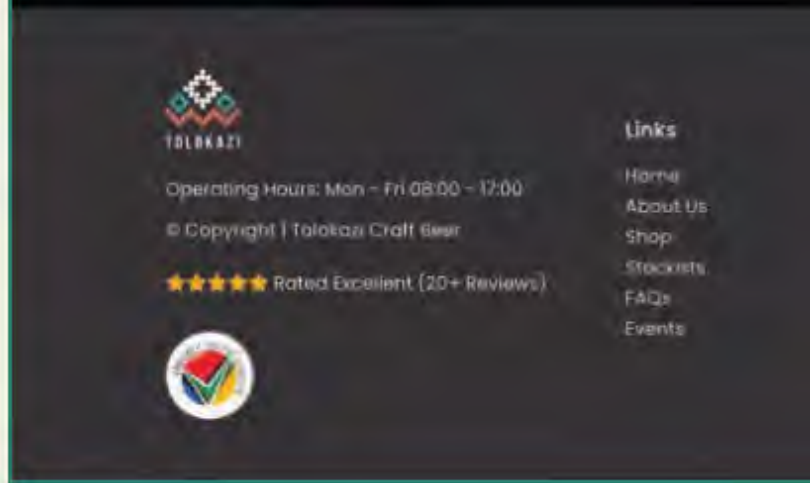 TOLOKAZI
Operating Hours: Mon - Fri 08:00 - 17:00
© Copyright | Tolokazi Craft Beer
Rated Excellent (20+ Reviews)
Links
Home
About Us
Shop
Stockists
FAQs
Events